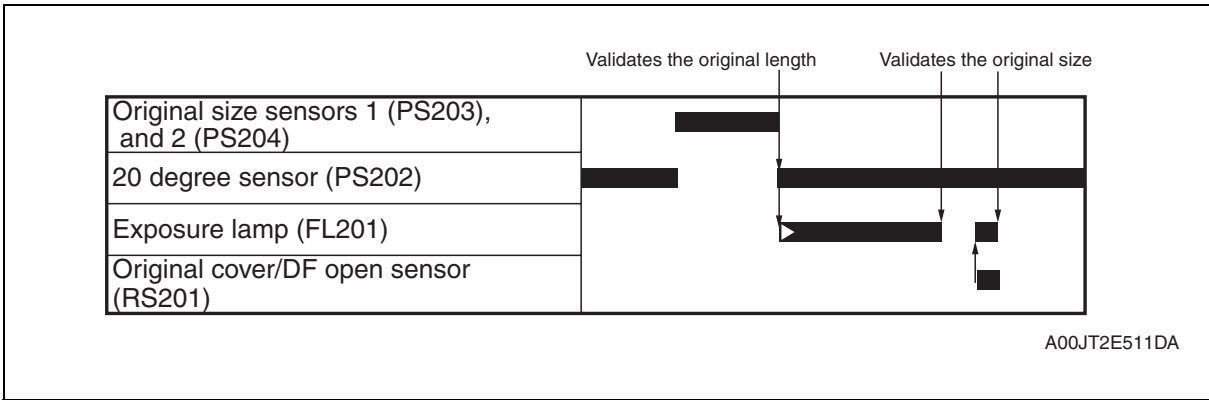 Validates the original length
Validates the original size
Original size sensors 1 (PS203),
and 2 (PS204)
20 degree sensor (PS202)
Exposure lamp (FL201)
Original cover/DF open sensor
(RS201)
A00JT2E511DA